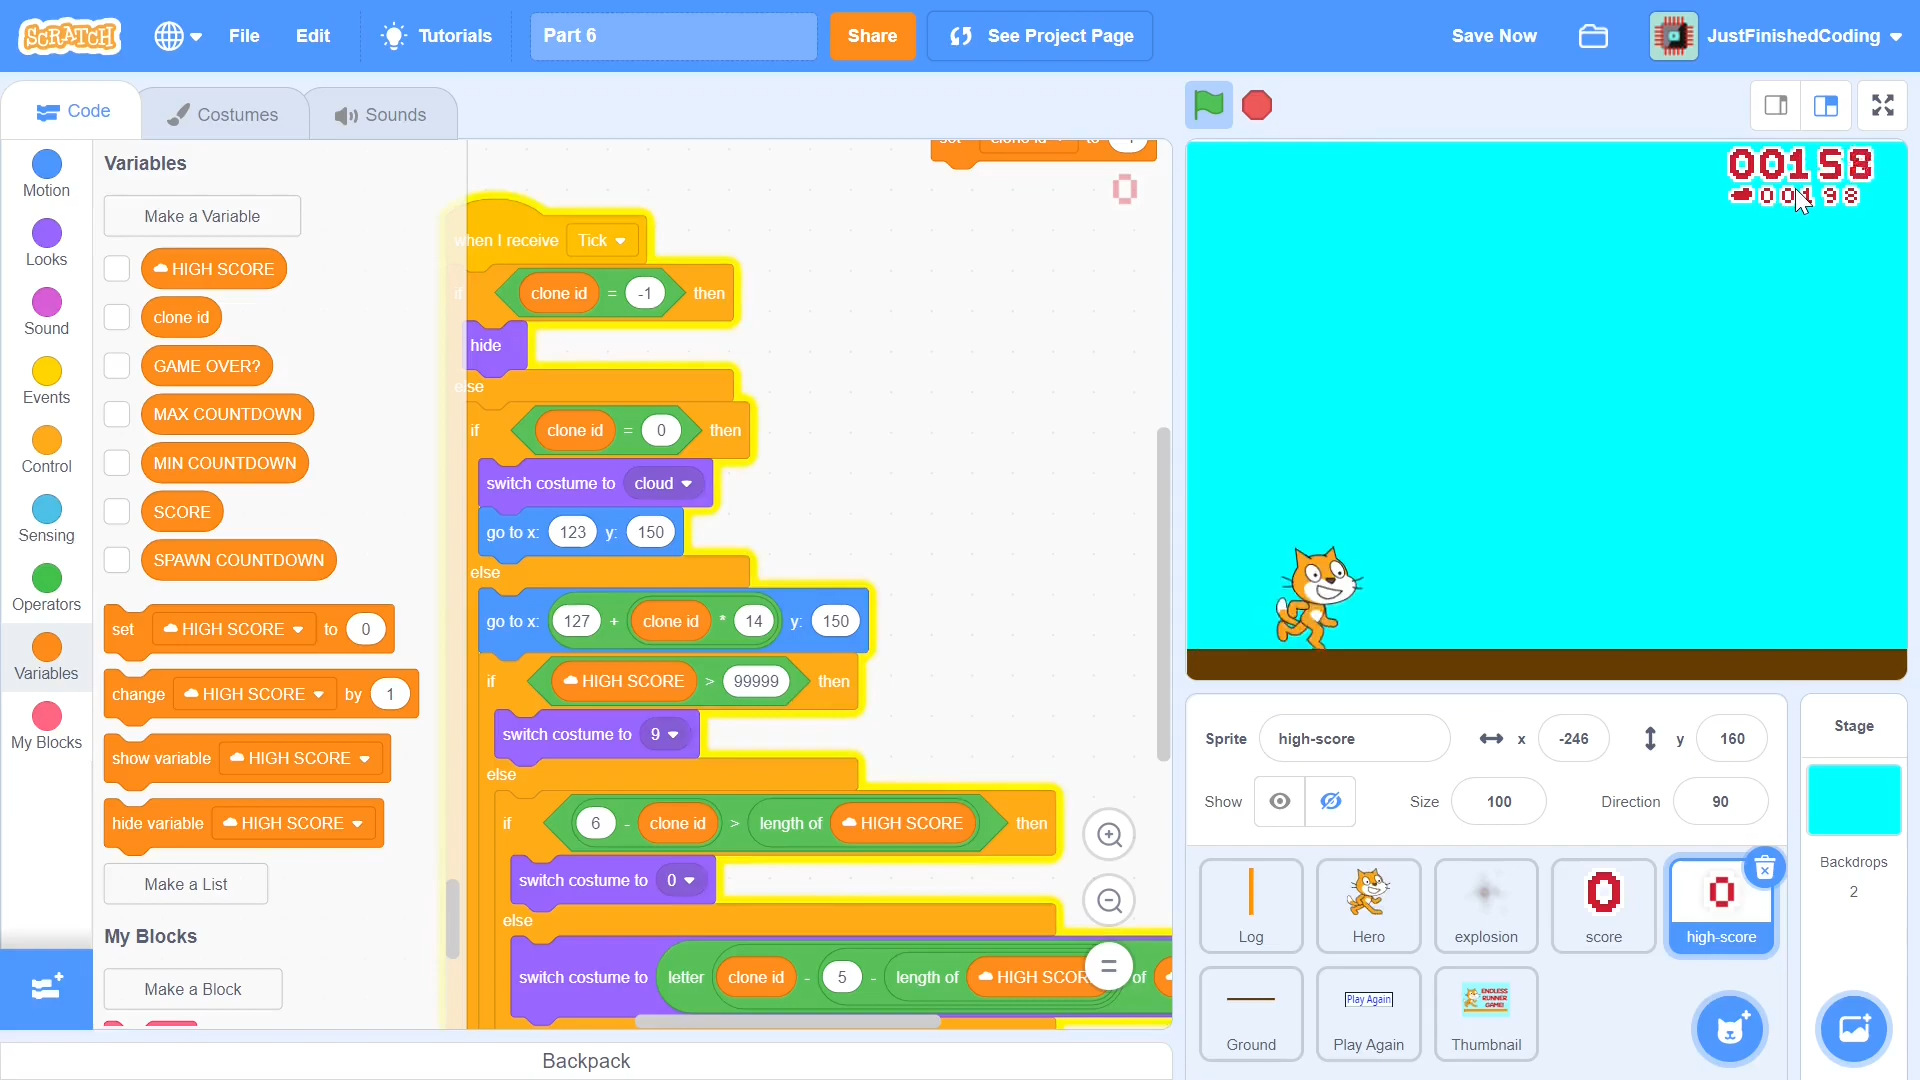 SCRATCH
File
Edit
Tutorials
Part 6
Share
See Project Page
Save Now
JustFinishedCoding
Code
Costumes
Sounds
Motion
Looks
Sound
Events
Control
Sensing
Operators
Variables
My Blocks
Variables
Make a Variable
HIGH SCORE
clone id
GAME OVER?
MAX COUNTDOWN
MIN COUNTDOWN
SCORE
SPAWN COUNTDOWN
set HIGH SCORE to 0
change HIGH SCORE by 1
show variable HIGH SCORE
hide variable HIGH SCORE
Make a List
My Blocks
Make a Block
when I receive Tick
if clone id = -1 then
hide
else
if clone id = 0 then
switch costume to cloud
go to x: 123 y: 150
else
go to x: 127 + clone id * 14 y: 150
if HIGH SCORE > 99999 then
switch costume to 9
else
if 6 - clone id > length of HIGH SCORE then
switch costume to 0
else
switch costume to letter clone id - 5 - length of HIGH SCOR of
Backpack
00158
00198
Sprite high-score x -246 y 160
Show Size 100 Direction 90
Log
Hero
explosion
score
high-score
Ground
Play Again
Play Again
ENDLESS
RUNNER
GAME!
Thumbnail
Stage
Backdrops
2